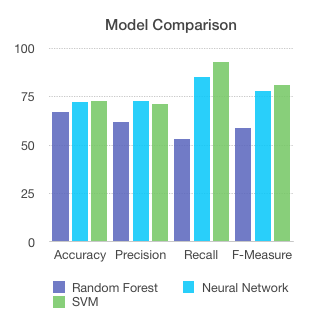 Model Comparison
100
75
50
25
0
Accuracy Precision Recall F-Measure
Random Forest Neural Network
SVM